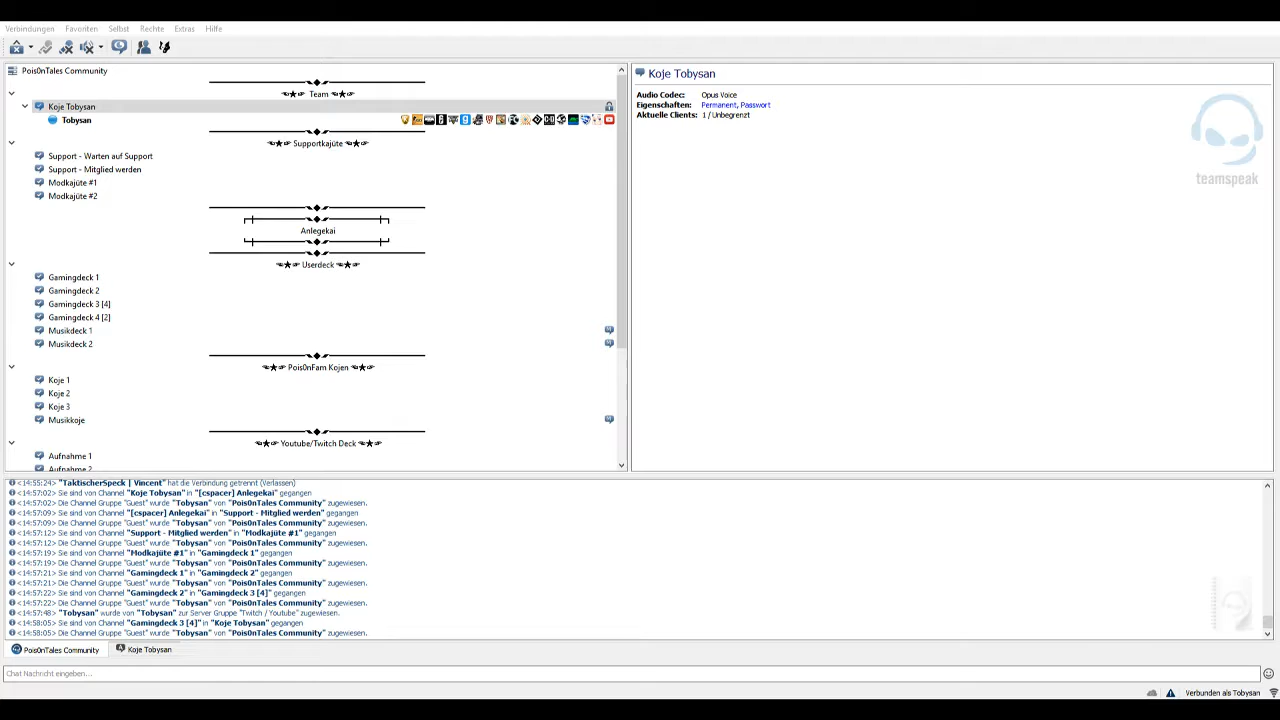 Verbindungen Favoriten Selbst Rechte Extras Hilfe
Pois0nTales Community
☜★☞ Team ☜★☞
Koje Tobysan
Tobysan
☜★☞ Supportkajüte ☜★☞
Support - Warten auf Support
Support - Mitglied werden
Modkajüte #1
Modkajüte #2
Anlegekai
☜★☞ Userdeck ☜★☞
Gamingdeck 1
Gamingdeck 2
Gamingdeck 3 [4]
Gamingdeck 4 [2]
Musikdeck 1
Musikdeck 2
☜★☞ Pois0nFam Kojen ☜★☞
Koje 1
Koje 2
Koje 3
Musikkoje
☜★☞ Youtube/Twitch Deck ☜★☞
Aufnahme 1
Aufnahme 2
Koje Tobysan
Audio Codec: Opus Voice
Eigenschaften: Permanent, Passwort
Aktuelle Clients: 1 / Unbegrenzt
teamspeak
<14:55:24> "TaktischerSpeck | Vincent" hat die Verbindung getrennt (Verlassen)
<14:57:02> Sie sind von Channel "Koje Tobysan" in "[cspacer] Anlegekai" gegangen
<14:57:02> Die Channel Gruppe "Guest" wurde "Tobysan" von "Pois0nTales Community" zugewiesen.
<14:57:09> Sie sind von Channel "[cspacer] Anlegekai" in "Support - Mitglied werden" gegangen
<14:57:09> Die Channel Gruppe "Guest" wurde "Tobysan" von "Pois0nTales Community" zugewiesen.
<14:57:12> Sie sind von Channel "Support - Mitglied werden" in "Modkajüte #1" gegangen
<14:57:12> Die Channel Gruppe "Guest" wurde "Tobysan" von "Pois0nTales Community" zugewiesen.
<14:57:19> Sie sind von Channel "Modkajüte #1" in "Gamingdeck 1" gegangen
<14:57:19> Die Channel Gruppe "Guest" wurde "Tobysan" von "Pois0nTales Community" zugewiesen.
<14:57:21> Sie sind von Channel "Gamingdeck 1" in "Gamingdeck 2" gegangen
<14:57:21> Die Channel Gruppe "Guest" wurde "Tobysan" von "Pois0nTales Community" zugewiesen.
<14:57:22> Sie sind von Channel "Gamingdeck 2" in "Gamingdeck 3 [4]" gegangen
<14:57:22> Die Channel Gruppe "Guest" wurde "Tobysan" von "Pois0nTales Community" zugewiesen.
<14:57:48> "Tobysan" wurde von "Tobysan" zur Server Gruppe "Twitch / Youtube" zugewiesen.
<14:58:05> Sie sind von Channel "Gamingdeck 3 [4]" in "Koje Tobysan" gegangen
<14:58:05> Die Channel Gruppe "Guest" wurde "Tobysan" von "Pois0nTales Community" zugewiesen.
Pois0nTales Community Koje Tobysan
Chat Nachricht eingeben...
Verbunden als Tobysan